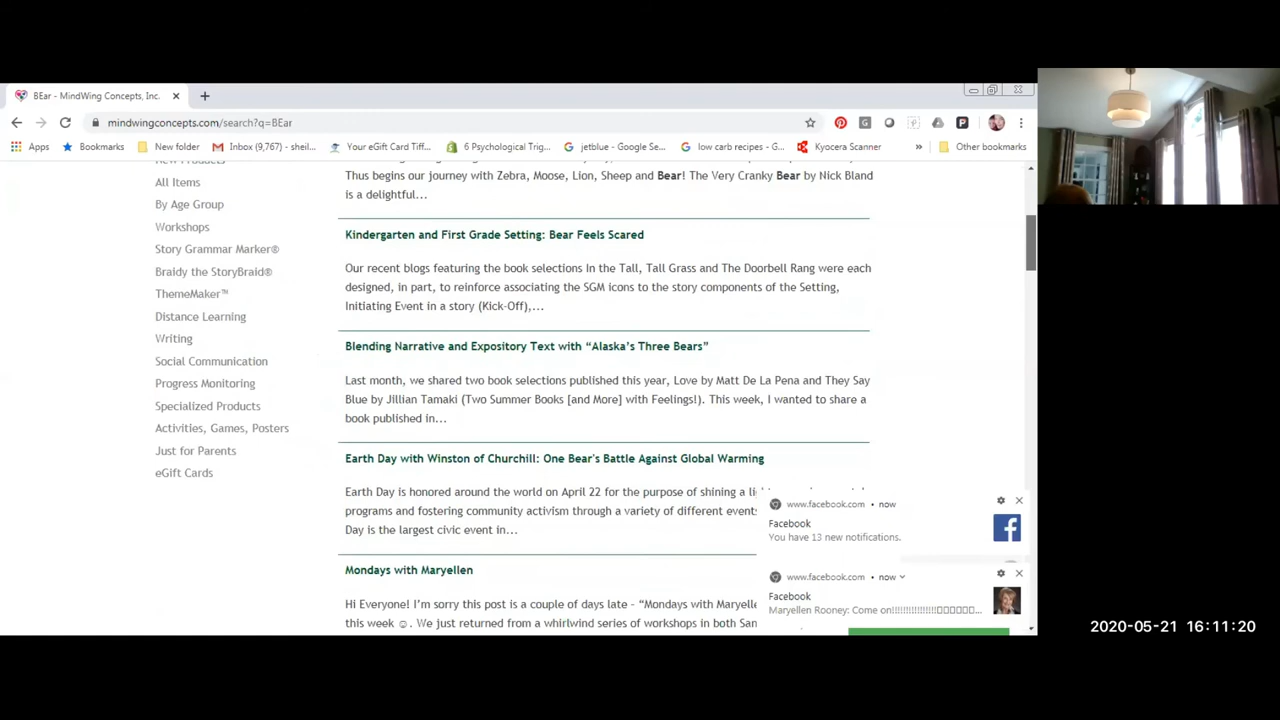 BEar - MindWing Concepts, Inc.
mindwingconcepts.com/search?q=BEar
Apps
Bookmarks
New folder
Inbox (9,767) - sheil...
Your eGift Card Tiff...
6 Psychological Trig...
jetblue - Google Se...
low carb recipes - G...
Kyocera Scanner
»
Other bookmarks
New Products
All Items
By Age Group
Workshops
Story Grammar Marker®
Braidy the StoryBraid®
ThemeMaker™
Distance Learning
Writing
Social Communication
Progress Monitoring
Specialized Products
Activities, Games, Posters
Just for Parents
eGift Cards
Thus begins our journey with Zebra, Moose, Lion, Sheep and Bear! The Very Cranky Bear by Nick Bland
is a delightful...
Kindergarten and First Grade Setting: Bear Feels Scared
Our recent blogs featuring the book selections In the Tall, Tall Grass and The Doorbell Rang were each
designed, in part, to reinforce associating the SGM icons to the story components of the Setting,
Initiating Event in a story (Kick-Off),...
Blending Narrative and Expository Text with “Alaska’s Three Bears”
Last month, we shared two book selections published this year, Love by Matt De La Pena and They Say
Blue by Jillian Tamaki (Two Summer Books [and More] with Feelings!). This week, I wanted to share a
book published in...
Earth Day with Winston of Churchill: One Bear's Battle Against Global Warming
Earth Day is honored around the world on April 22 for the purpose of shining a
programs and fostering community activism through a variety of different events
Day is the largest civic event in...
Mondays with Maryellen
Hi Everyone! I’m sorry this post is a couple of days late – “Mondays with Maryelle
this week ☺. We just returned from a whirlwind series of workshops in both San
www.facebook.com • now
Facebook
You have 13 new notifications.
www.facebook.com • now
Facebook
Maryellen Rooney: Come on!!!!!!!!!!!!!!!!□□□□□□...
2020-05-21 16:11:20